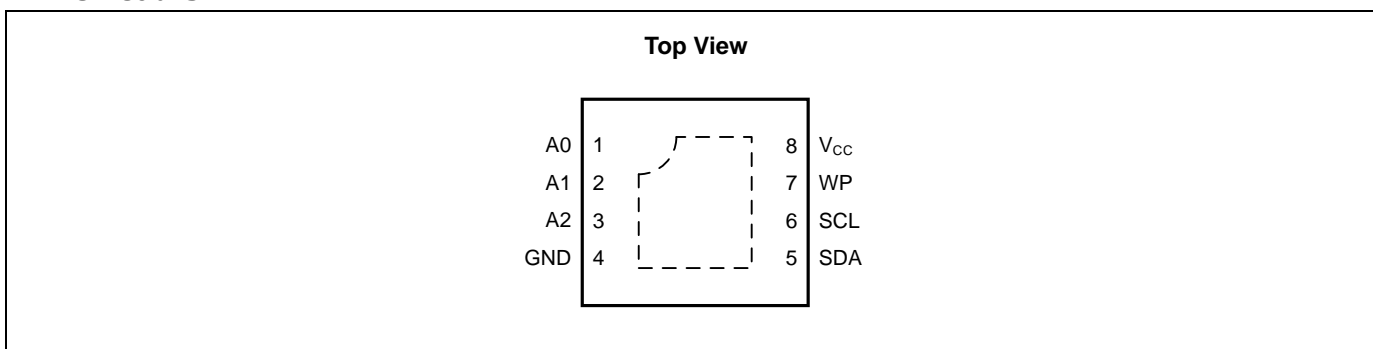 Top View
A0 1 8 VCC
A1 2 7 WP
A2 3 6 SCL
GND 4 5 SDA